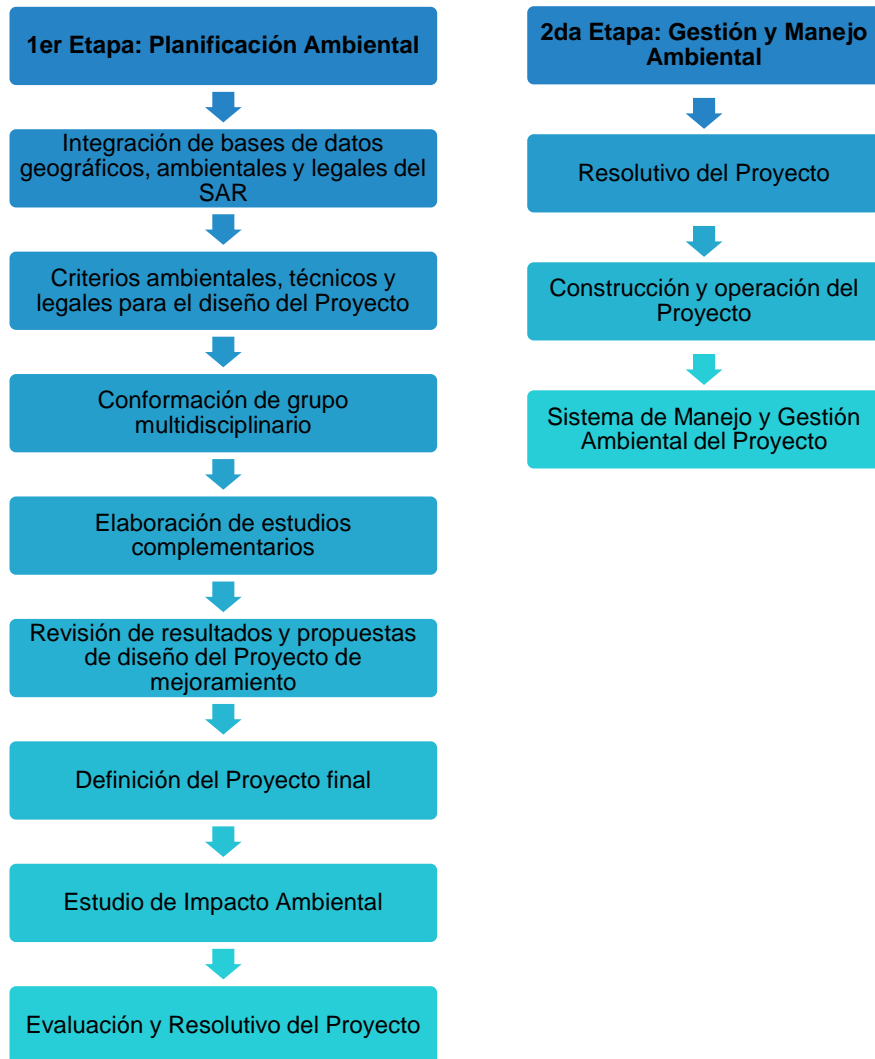 1er Etapa: Planificación Ambiental
Integración de bases de datos
geográficos, ambientales y legales del
SAR
Criterios ambientales, técnicos y
legales para el diseño del Proyecto
Conformación de grupo
multidisciplinario
Elaboración de estudios
complementarios
Revisión de resultados y propuestas
de diseño del Proyecto de
mejoramiento
Definición del Proyecto final
Estudio de Impacto Ambiental
Evaluación y Resolutivo del Proyecto
2da Etapa: Gestión y Manejo
Ambiental
Resolutivo del Proyecto
Construcción y operación del
Proyecto
Sistema de Manejo y Gestión
Ambiental del Proyecto